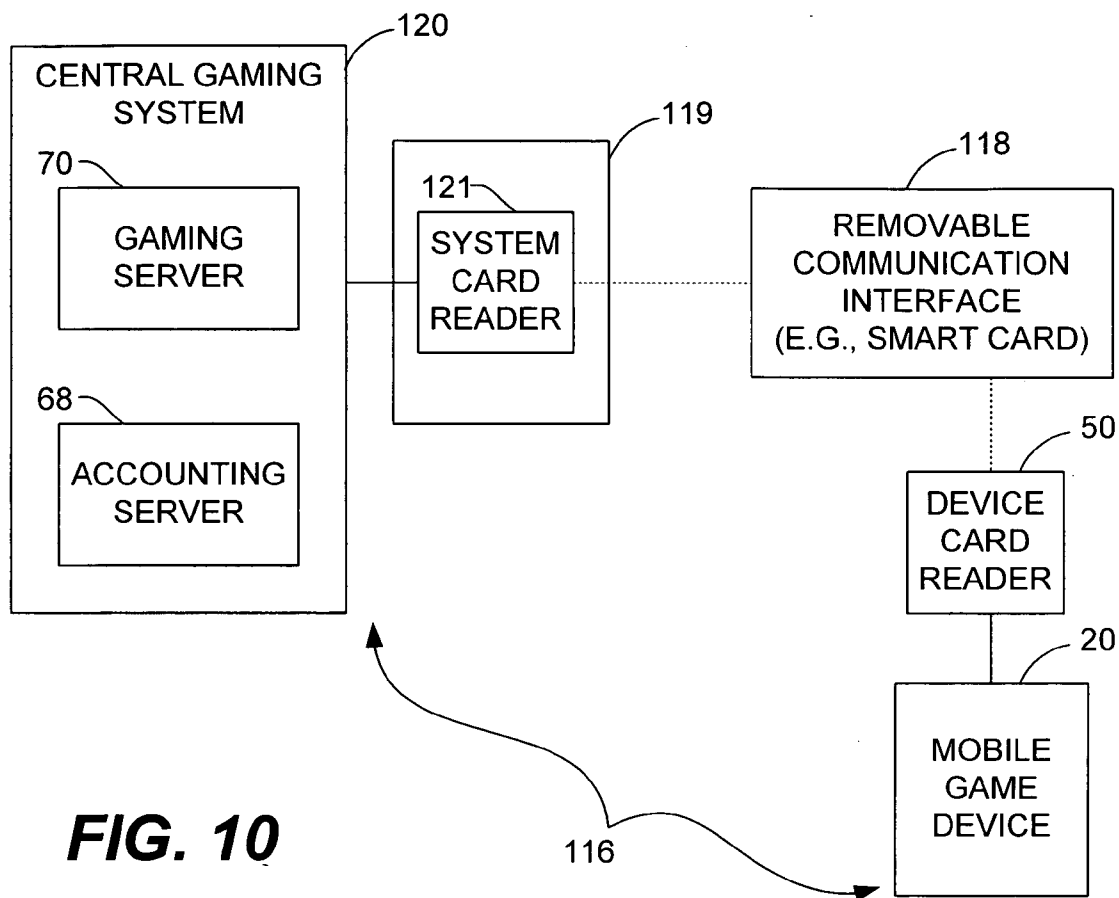 120
CENTRAL GAMING
SYSTEM
70
GAMING
SERVER
68
ACCOUNTING
SERVER
119
121
SYSTEM
CARD
READER
118
REMOVABLE
COMMUNICATION
INTERFACE
(E.G., SMART CARD)
50
DEVICE
CARD
READER
20
MOBILE
GAME
DEVICE
116
FIG. 10